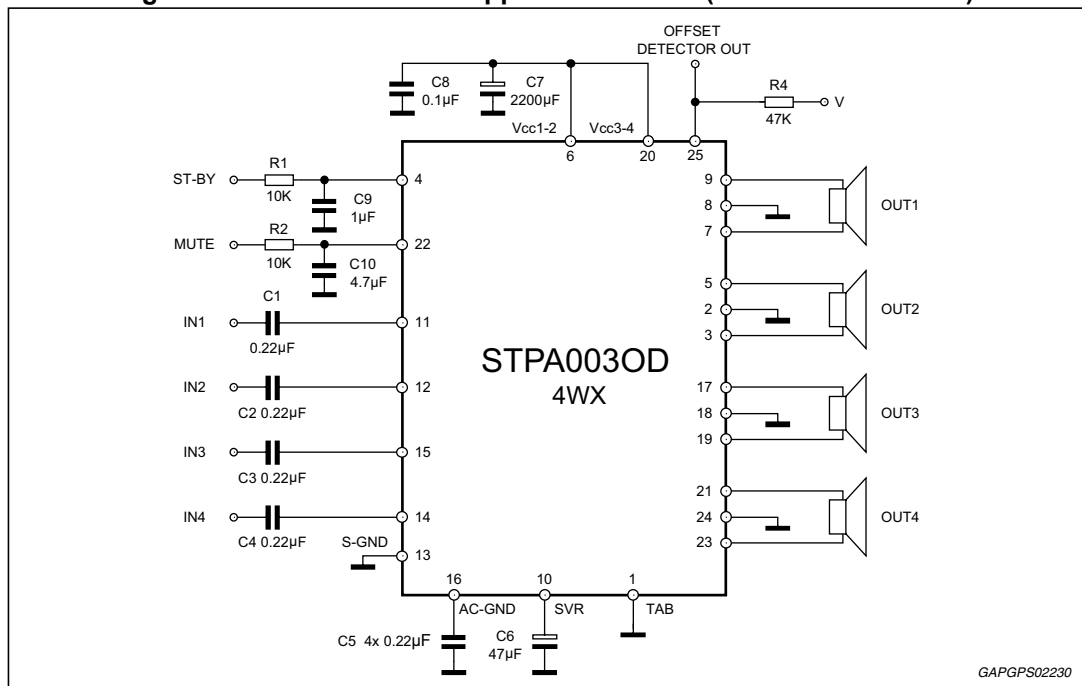 OFFSET
DETECTOR OUT
C8
0.1µF
C7
2200µF
R4
47K
V
Vcc1-2
Vcc3-4
6
20
25
ST-BY
R1
10K
4
C9
1µF
MUTE
R2
10K
22
C10
4.7µF
IN1
C1
0.22µF
11
IN2
C2 0.22µF
12
IN3
C3 0.22µF
15
IN4
C4 0.22µF
14
S-GND
13
STPA003OD
4WX
9
8
7
OUT1
5
2
3
OUT2
17
18
19
OUT3
21
24
23
OUT4
16
AC-GND
10
SVR
1
TAB
C5 4x 0.22µF
C6
47µF
GAPGPS02230